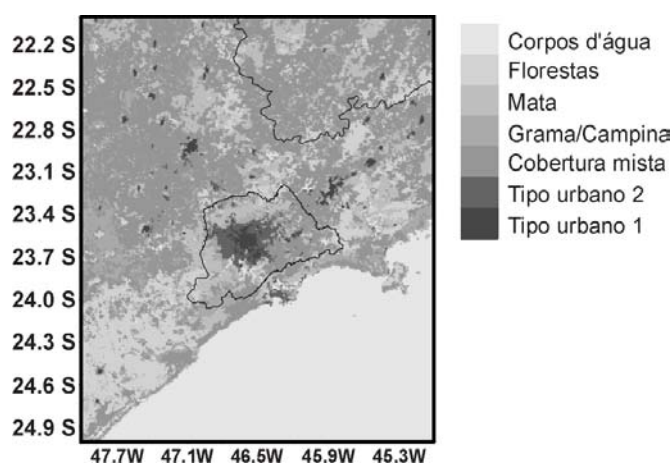 22.2 S
22.5 S
22.8 S
23.1 S
23.4 S
23.7 S
24.0 S
24.3 S
24.6 S
24.9 S
47.7W 47.1W 46.5W 45.9W 45.3W
Corpos d'água
Florestas
Mata
Grama/Campina
Cobertura mista
Tipo urbano 2
Tipo urbano 1